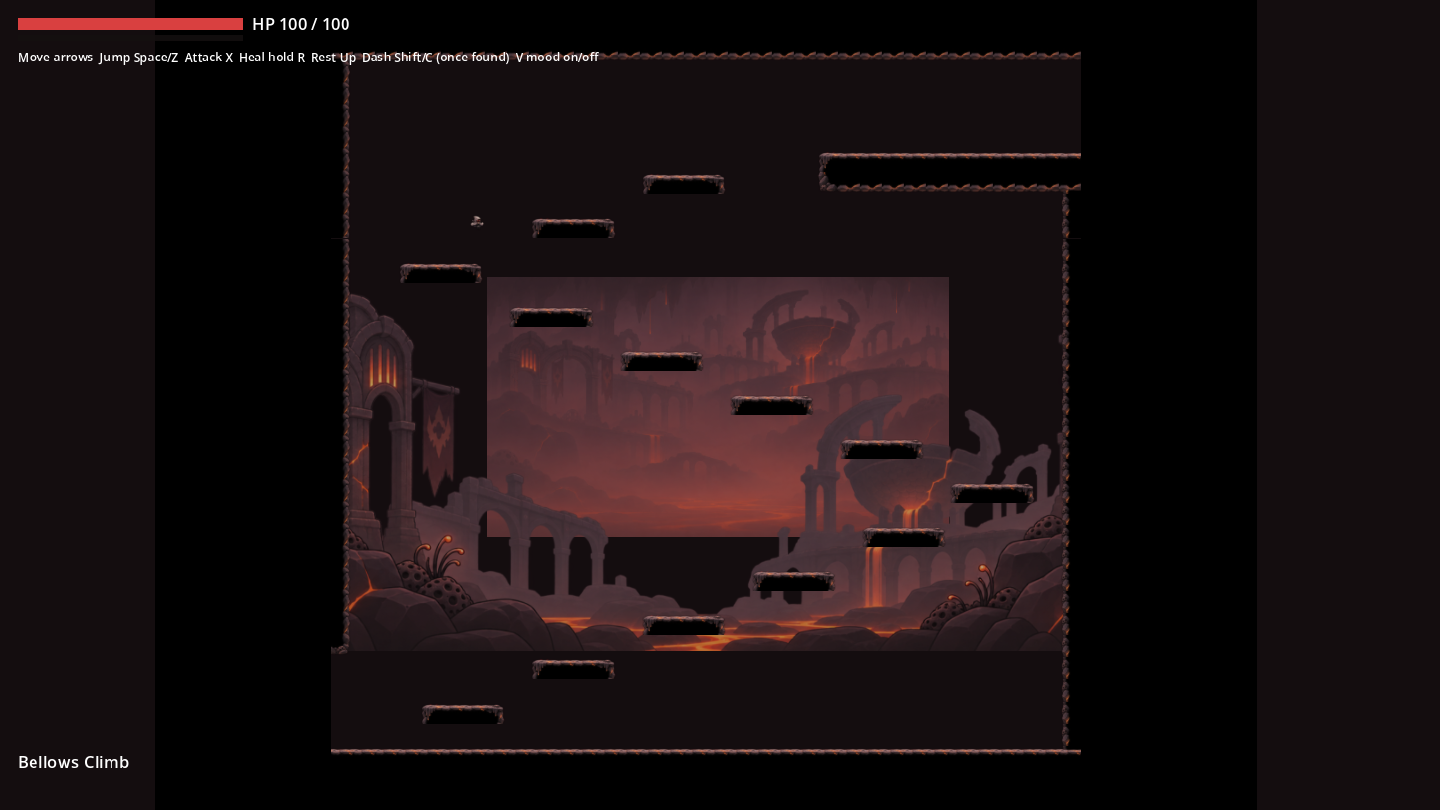 HP 100 / 100
Move arrows  Jump Space/Z  Attack X  Heal hold R  Rest Up  Dash Shift/C (once found)  V mood on/off
Bellows Climb